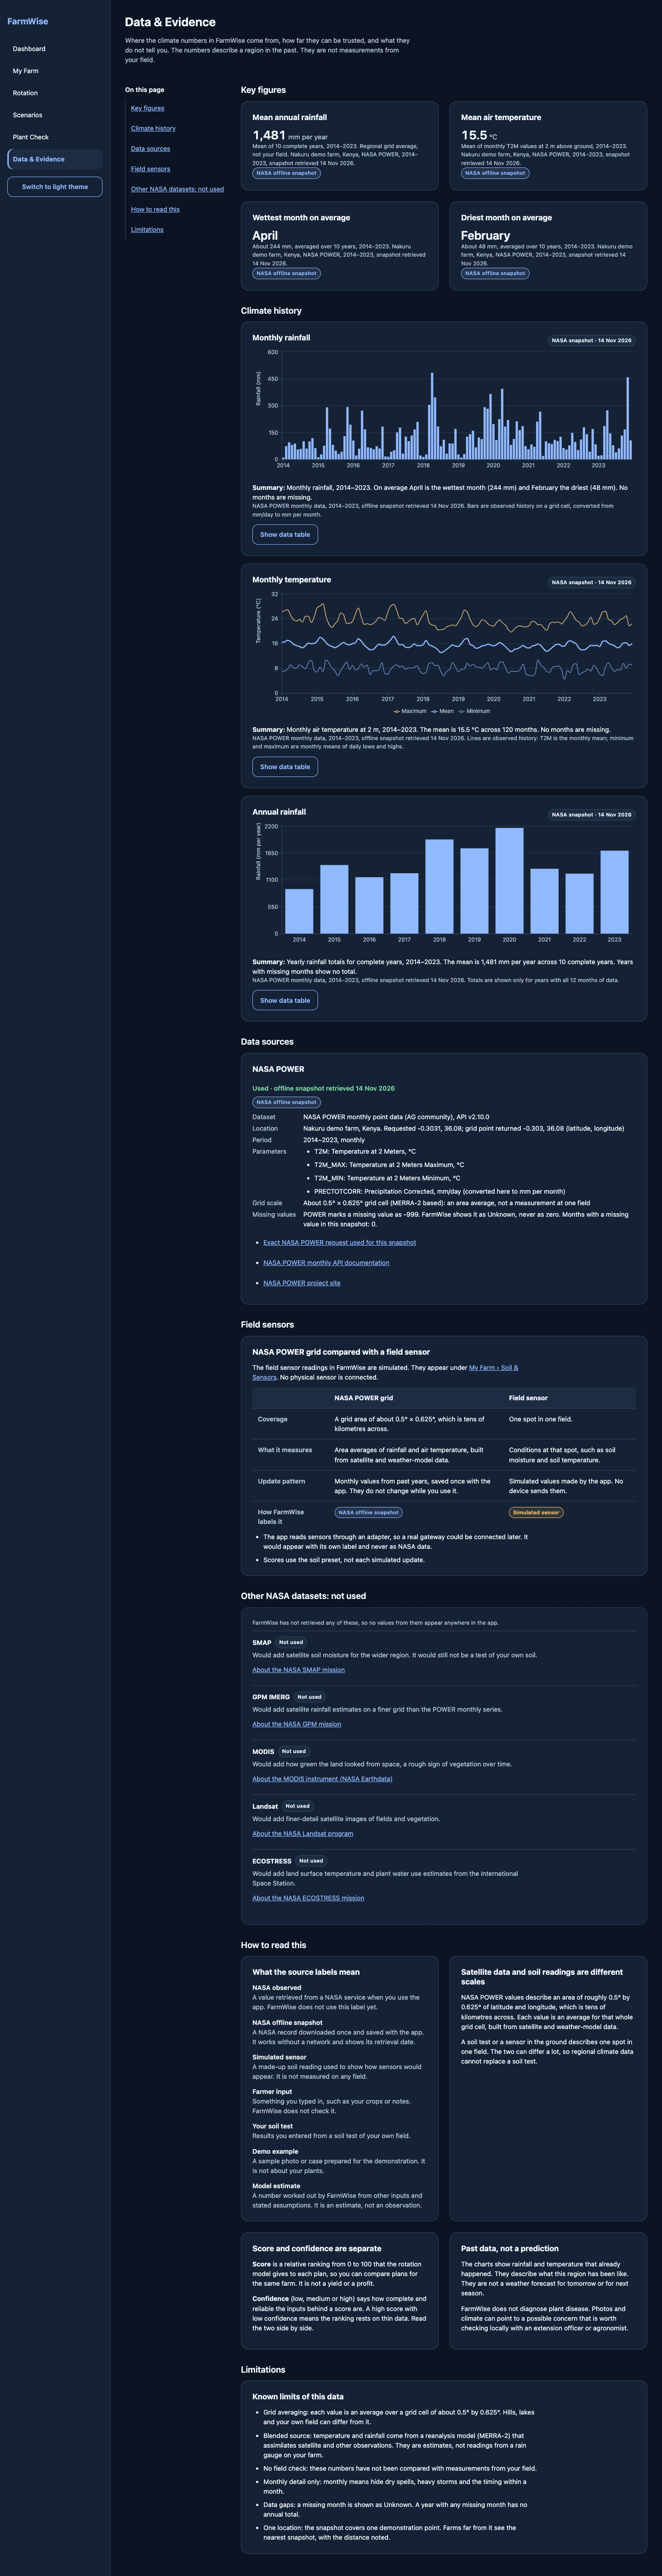 FarmWise
Dashboard
My Farm
Rotation
Scenarios
Plant Check
Data & Evidence
Switch to light theme
Data & Evidence
Where the climate numbers in FarmWise come from, how far they can be trusted, and what they
do not tell you. The numbers describe a region in the past. They are not measurements from
your field.
On this page
Key figures
Climate history
Data sources
Field sensors
Other NASA datasets: not used
How to read this
Limitations
Key figures
Mean annual rainfall
1,481 mm per year
Mean of 10 complete years, 2014–2023. Regional grid average,
not your field. Nakuru demo farm, Kenya, NASA POWER, 2014–
2023, snapshot retrieved 14 Nov 2026.
NASA offline snapshot
Mean air temperature
15.5 °C
Mean of monthly T2M values at 2 m above ground, 2014–2023.
Nakuru demo farm, Kenya, NASA POWER, 2014–2023, snapshot
retrieved 14 Nov 2026.
NASA offline snapshot
Wettest month on average
April
About 244 mm, averaged over 10 years, 2014–2023. Nakuru
demo farm, Kenya, NASA POWER, 2014–2023, snapshot retrieved
14 Nov 2026.
NASA offline snapshot
Driest month on average
February
About 48 mm, averaged over 10 years, 2014–2023. Nakuru demo
farm, Kenya, NASA POWER, 2014–2023, snapshot retrieved 14
Nov 2026.
NASA offline snapshot
Climate history
Monthly rainfall
NASA snapshot · 14 Nov 2026
Rainfall (mm)
600
450
300
150
0
2014 2015 2016 2017 2018 2019 2020 2021 2022 2023
Summary: Monthly rainfall, 2014–2023. On average April is the wettest month (244 mm) and February the driest (48 mm). No
months are missing.
NASA POWER monthly data, 2014–2023, offline snapshot retrieved 14 Nov 2026. Bars are observed history on a grid cell, converted from
mm/day to mm per month.
Show data table
Monthly temperature
NASA snapshot · 14 Nov 2026
Temperature (°C)
32
24
16
8
0
2014 2015 2016 2017 2018 2019 2020 2021 2022 2023
Maximum Mean Minimum
Summary: Monthly air temperature at 2 m, 2014–2023. The mean is 15.5 °C across 120 months. No months are missing.
NASA POWER monthly data, 2014–2023, offline snapshot retrieved 14 Nov 2026. Lines are observed history: T2M is the monthly mean; minimum
and maximum are monthly means of daily lows and highs.
Show data table
Annual rainfall
NASA snapshot · 14 Nov 2026
Rainfall (mm per year)
2200
1650
1100
550
0
2014 2015 2016 2017 2018 2019 2020 2021 2022 2023
Summary: Yearly rainfall totals for complete years, 2014–2023. The mean is 1,481 mm per year across 10 complete years. Years
with missing months show no total.
NASA POWER monthly data, 2014–2023, offline snapshot retrieved 14 Nov 2026. Totals are shown only for years with all 12 months of data.
Show data table
Data sources
NASA POWER
Used · offline snapshot retrieved 14 Nov 2026
NASA offline snapshot
Dataset NASA POWER monthly point data (AG community), API v2.10.0
Location Nakuru demo farm, Kenya. Requested -0.3031, 36.08; grid point returned -0.303, 36.08 (latitude, longitude)
Period 2014–2023, monthly
Parameters • T2M: Temperature at 2 Meters, °C
• T2M_MAX: Temperature at 2 Meters Maximum, °C
• T2M_MIN: Temperature at 2 Meters Minimum, °C
• PRECTOTCORR: Precipitation Corrected, mm/day (converted here to mm per month)
Grid scale About 0.5° × 0.625° grid cell (MERRA-2 based): an area average, not a measurement at one field
Missing values POWER marks a missing value as -999. FarmWise shows it as Unknown, never as zero. Months with a missing
value in this snapshot: 0.
• Exact NASA POWER request used for this snapshot
• NASA POWER monthly API documentation
• NASA POWER project site
Field sensors
NASA POWER grid compared with a field sensor
The field sensor readings in FarmWise are simulated. They appear under My Farm › Soil &
Sensors. No physical sensor is connected.
NASA POWER grid Field sensor
Coverage A grid area of about 0.5° × 0.625°, which is tens of One spot in one field.
kilometres across.
What it measures Area averages of rainfall and air temperature, built Conditions at that spot, such as soil
from satellite and weather-model data. moisture and soil temperature.
Update pattern Monthly values from past years, saved once with the Simulated values made by the app. No
app. They do not change while you use it. device sends them.
How FarmWise NASA offline snapshot Simulated sensor
labels it
• The app reads sensors through an adapter, so a real gateway could be connected later. It
would appear with its own label and never as NASA data.
• Scores use the soil preset, not each simulated update.
Other NASA datasets: not used
FarmWise has not retrieved any of these, so no values from them appear anywhere in the app.
SMAP Not used
Would add satellite soil moisture for the wider region. It would still not be a test of your own soil.
About the NASA SMAP mission
GPM IMERG Not used
Would add satellite rainfall estimates on a finer grid than the POWER monthly series.
About the NASA GPM mission
MODIS Not used
Would add how green the land looked from space, a rough sign of vegetation over time.
About the MODIS instrument (NASA Earthdata)
Landsat Not used
Would add finer-detail satellite images of fields and vegetation.
About the NASA Landsat program
ECOSTRESS Not used
Would add land surface temperature and plant water use estimates from the International
Space Station.
About the NASA ECOSTRESS mission
How to read this
What the source labels mean
NASA observed
A value retrieved from a NASA service when you use the
app. FarmWise does not use this label yet.
NASA offline snapshot
A NASA record downloaded once and saved with the app.
It works without a network and shows its retrieval date.
Simulated sensor
A made-up soil reading used to show how sensors would
appear. It is not measured on any field.
Farmer input
Something you typed in, such as your crops or notes.
FarmWise does not check it.
Your soil test
Results you entered from a soil test of your own field.
Demo example
A sample photo or case prepared for the demonstration. It
is not about your plants.
Model estimate
A number worked out by FarmWise from other inputs and
stated assumptions. It is an estimate, not an observation.
Satellite data and soil readings are different
scales
NASA POWER values describe an area of roughly 0.5° by
0.625° of latitude and longitude, which is tens of
kilometres across. Each value is an average for that whole
grid cell, built from satellite and weather-model data.
A soil test or a sensor in the ground describes one spot in
one field. The two can differ a lot, so regional climate data
cannot replace a soil test.
Score and confidence are separate
Score is a relative ranking from 0 to 100 that the rotation
model gives to each plan, so you can compare plans for
the same farm. It is not a yield or a profit.
Confidence (low, medium or high) says how complete and
reliable the inputs behind a score are. A high score with
low confidence means the ranking rests on thin data. Read
the two side by side.
Past data, not a prediction
The charts show rainfall and temperature that already
happened. They describe what this region has been like.
They are not a weather forecast for tomorrow or for next
season.
FarmWise does not diagnose plant disease. Photos and
climate can point to a possible concern that is worth
checking locally with an extension officer or agronomist.
Limitations
Known limits of this data
• Grid averaging: each value is an average over a grid cell of about 0.5° by 0.625°. Hills, lakes
and your own field can differ from it.
• Blended source: temperature and rainfall come from a reanalysis model (MERRA-2) that
assimilates satellite and other observations. They are estimates, not readings from a rain
gauge on your farm.
• No field check: these numbers have not been compared with measurements from your field.
• Monthly detail only: monthly means hide dry spells, heavy storms and the timing within a
month.
• Data gaps: a missing month is shown as Unknown. A year with any missing month has no
annual total.
• One location: the snapshot covers one demonstration point. Farms far from it see the
nearest snapshot, with the distance noted.